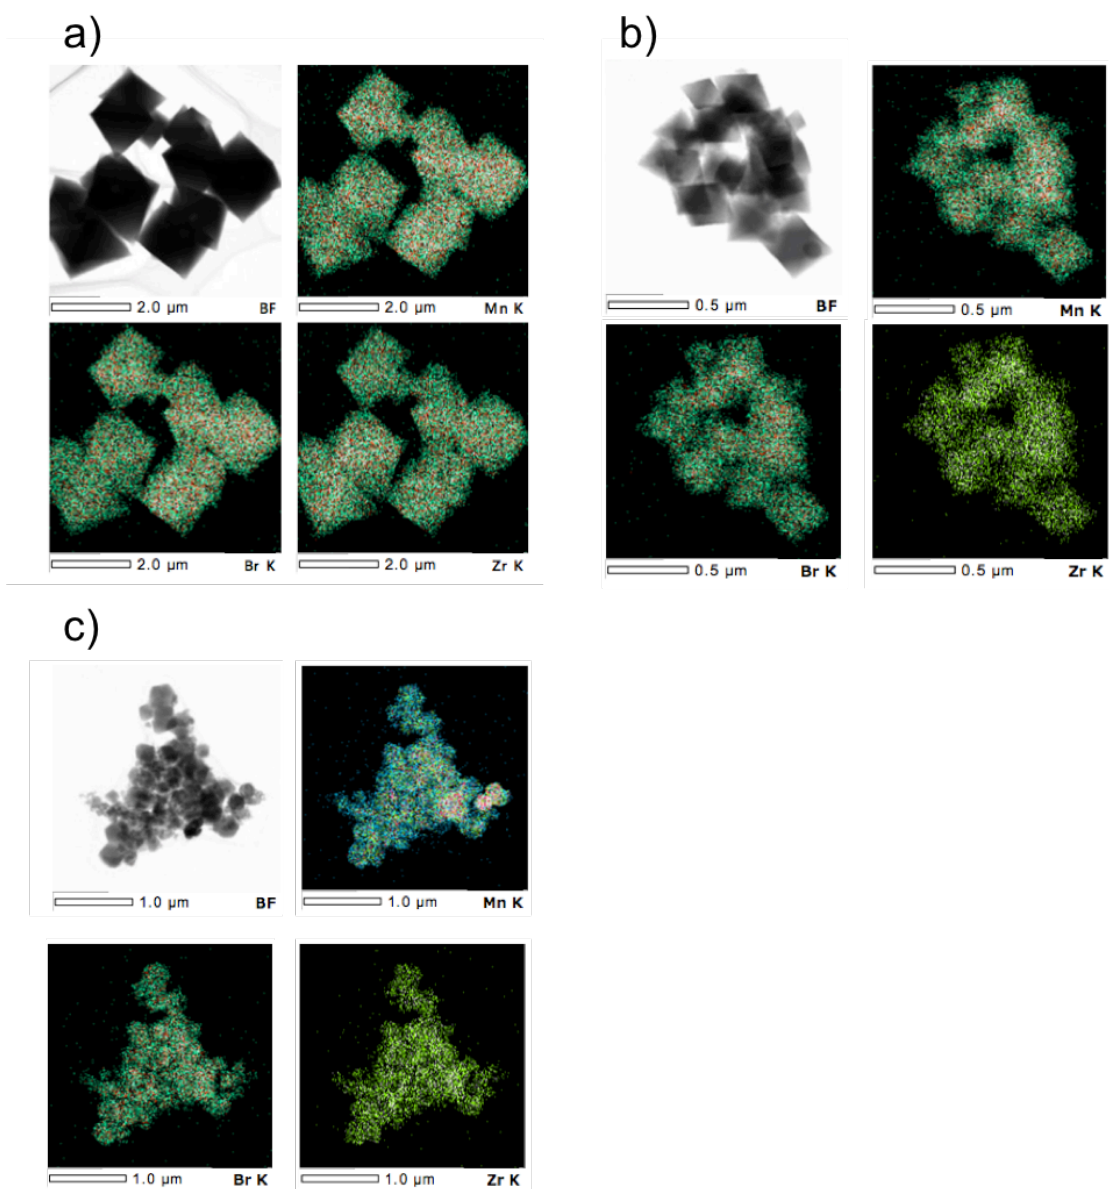 a)
b)
2.0 μm BF
2.0 μm Mn K
0.5 μm BF
0.5 μm Mn K
2.0 μm Br K
2.0 μm Zr K
0.5 μm Br K
0.5 μm Zr K
c)
1.0 μm BF
1.0 μm Mn K
1.0 μm Br K
1.0 μm Zr K